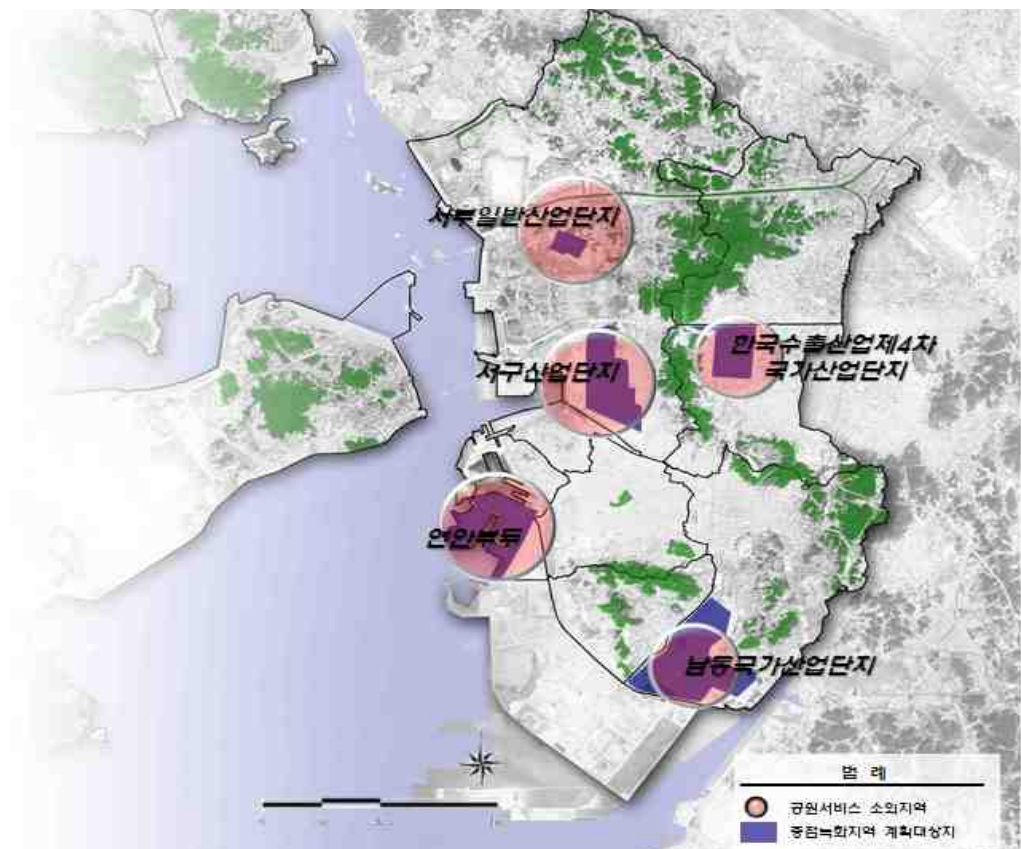 서부일반산업단지
한국수출산업제4차
국가산업단지
서구산업단지
연안부두
남동국가산업단지
범 례
공원서비스 소외지역
중점녹화지역 계획대상지